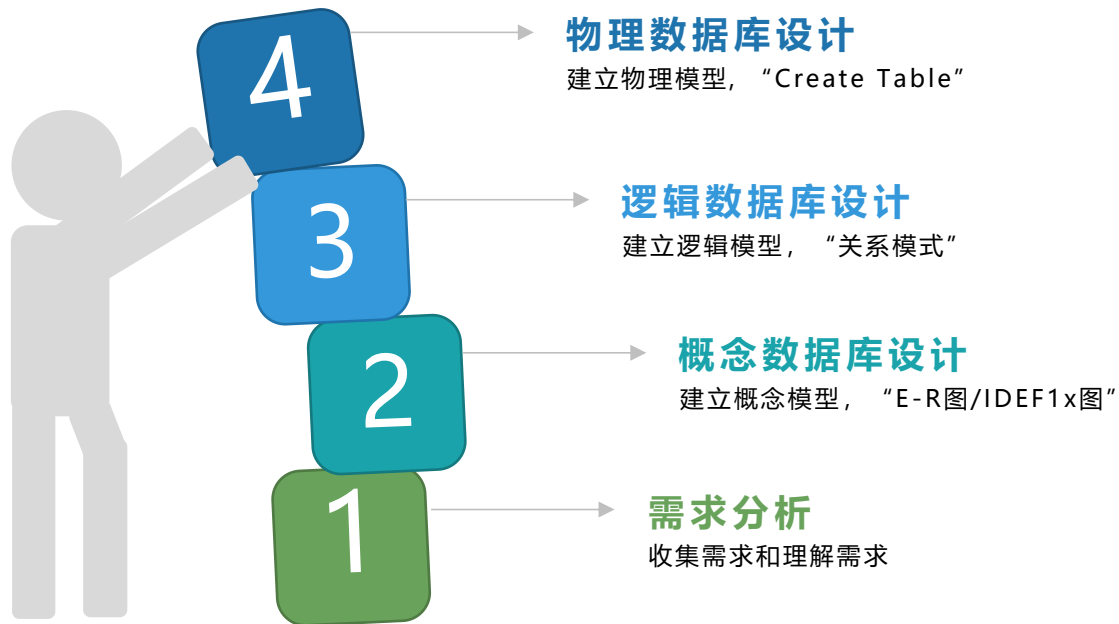 4
物理数据库设计
建立物理模型, “Create Table”
3
逻辑数据库设计
建立逻辑模型, “关系模式”
2
概念数据库设计
建立概念模型, “E-R图/IDEF1x图”
1
需求分析
收集需求和理解需求